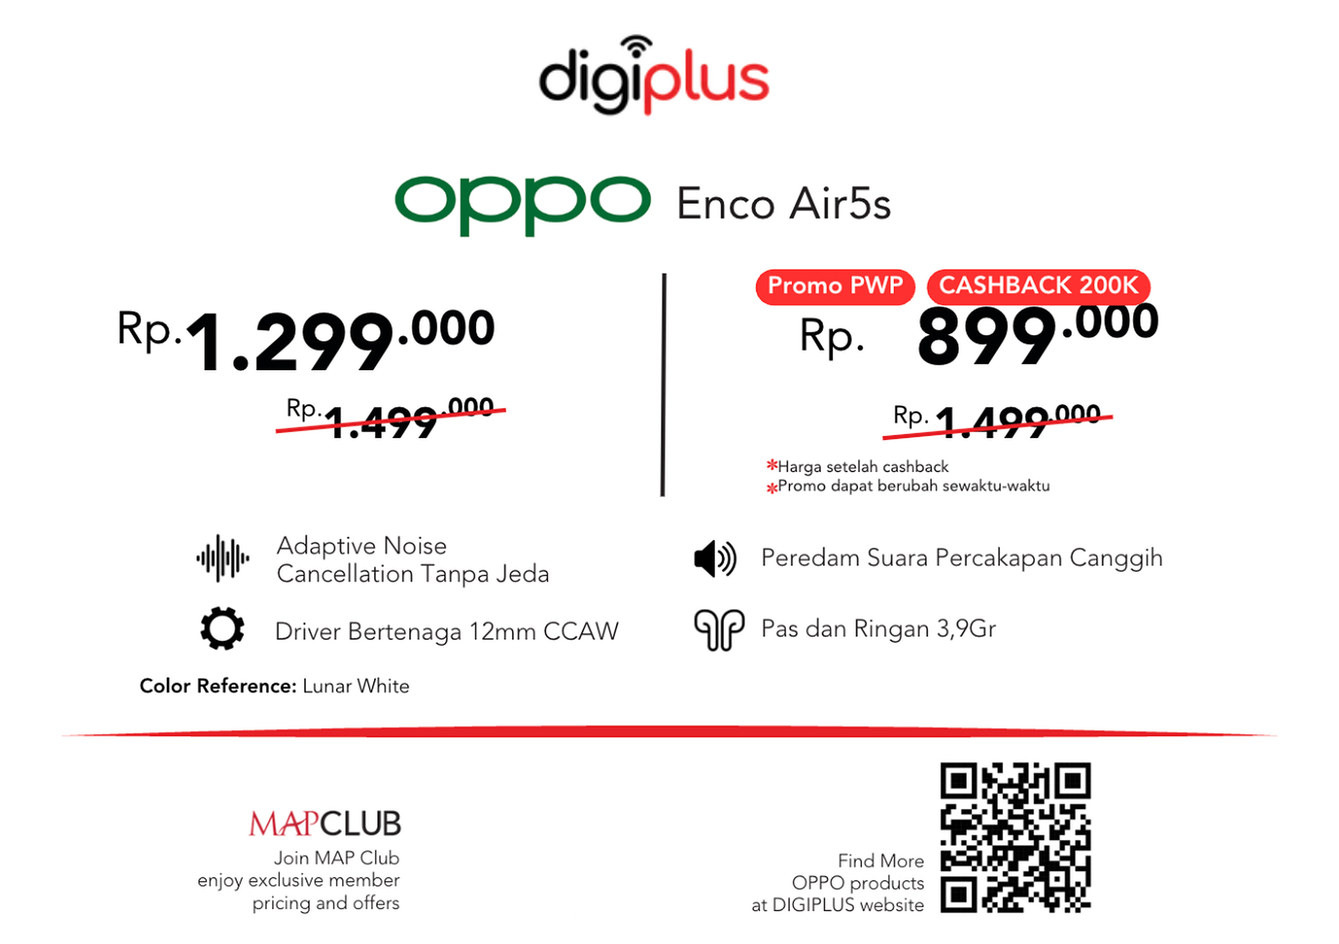 digiplus
oppo Enco Air5s
Rp.1.299.000
Rp.1.499.000
Promo PWP CASHBACK 200K
Rp. 899.000
Rp. 1.499.000
*Harga setelah cashback
*Promo dapat berubah sewaktu-waktu
Adaptive Noise
Cancellation Tanpa Jeda
Peredam Suara Percakapan Canggih
Driver Bertenaga 12mm CCAW
Pas dan Ringan 3,9Gr
Color Reference: Lunar White
MAPCLUB
Join MAP Club
enjoy exclusive member
pricing and offers
Find More
OPPO products
at DIGIPLUS website